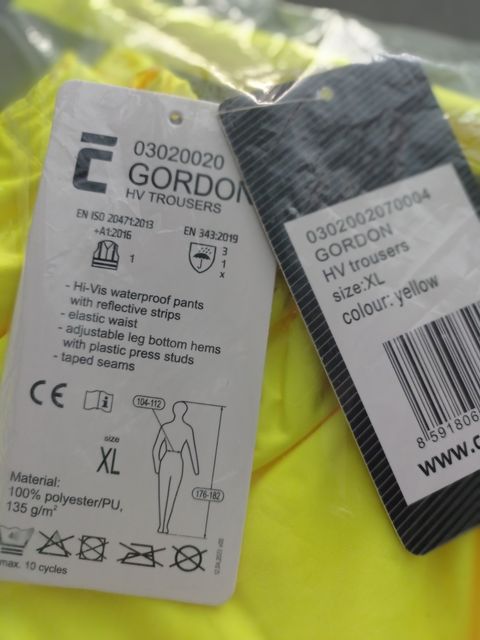 03020020
GORDON
HV TROUSERS
EN ISO 20471:2013
+A1:2016
1
EN 343:2019
3
1
x
- Hi-Vis waterproof pants
with reflective strips
- elastic waist
- adjustable leg bottom hems
with plastic press studs
- taped seams
CE
i
104-112
176-182
size
XL
Material:
100% polyester/PU,
135 g/m²
40
max. 10 cycles
0302002070004
GORDON
HV trousers
size:XL
colour: yellow
8 591806
www.c